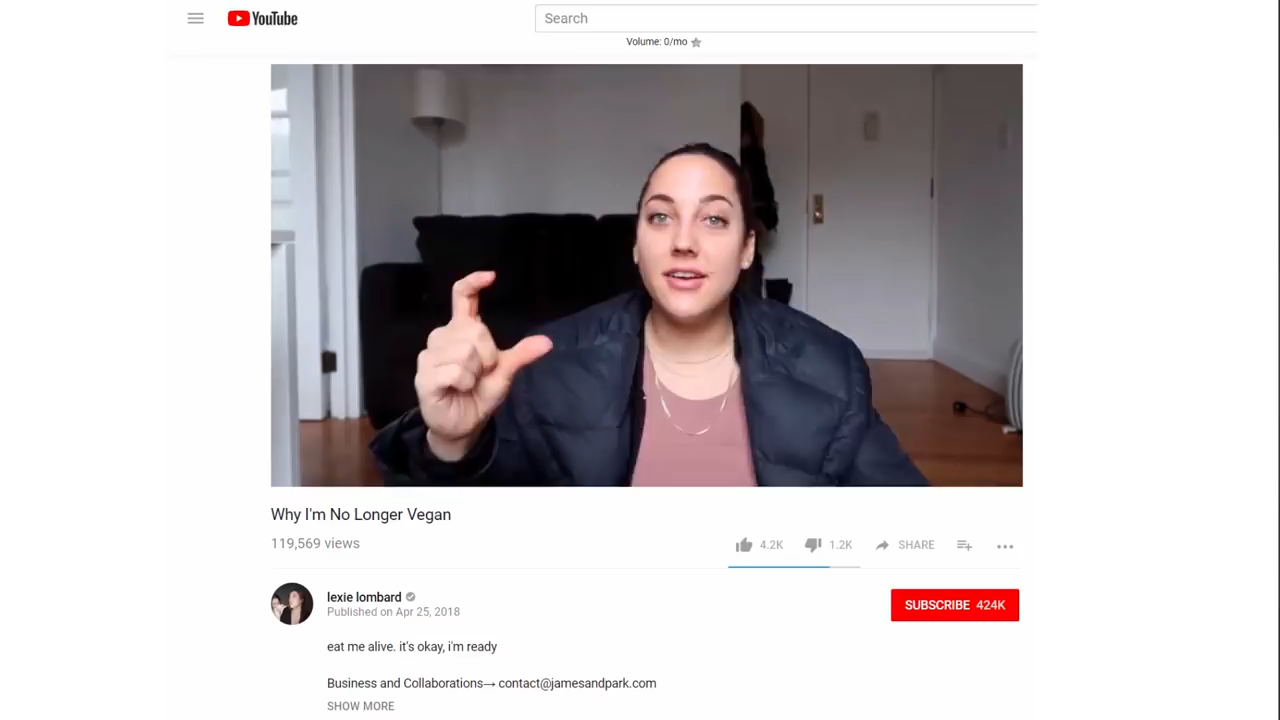 YouTube
Search
Volume: 0/mo
Why I'm No Longer Vegan
119,569 views
4.2K 1.2K SHARE
lexie lombard
Published on Apr 25, 2018
SUBSCRIBE 424K
eat me alive. it's okay, i'm ready
Business and Collaborations→ contact@jamesandpark.com
SHOW MORE